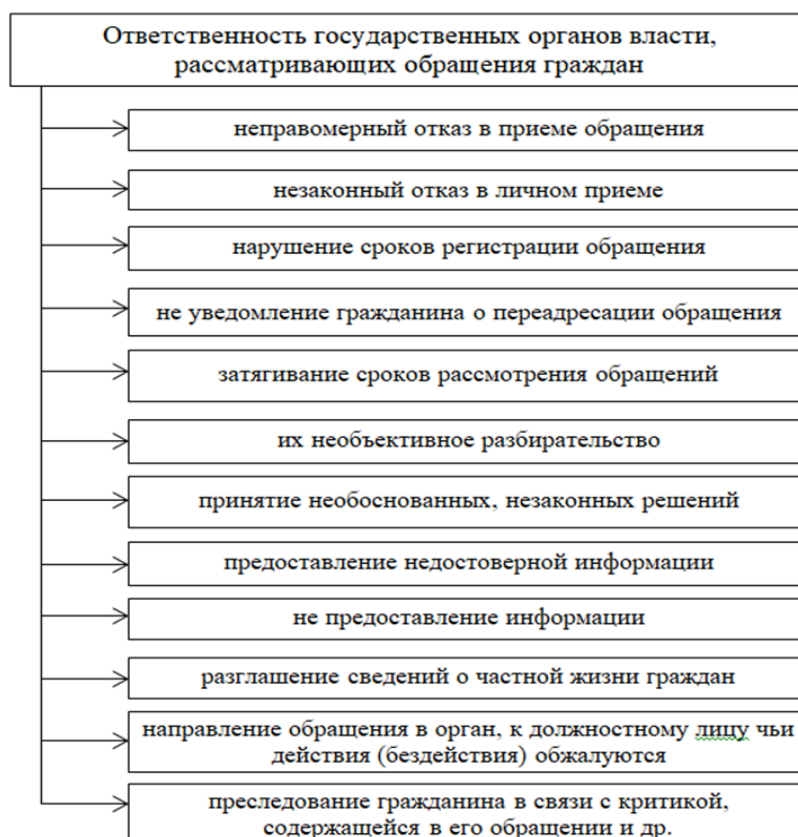 Ответственность государственных органов власти,
рассматривающих обращения граждан
неправомерный отказ в приеме обращения
незаконный отказ в личном приеме
нарушение сроков регистрации обращения
не уведомление гражданина о переадресации обращения
затягивание сроков рассмотрения обращений
их необъективное разбирательство
принятие необоснованных, незаконных решений
предоставление недостоверной информации
не предоставление информации
разглашение сведений о частной жизни граждан
направление обращения в орган, к должностному лицу чьи
действия (бездействия) обжалуются
преследование гражданина в связи с критикой,
содержащейся в его обращении и др.